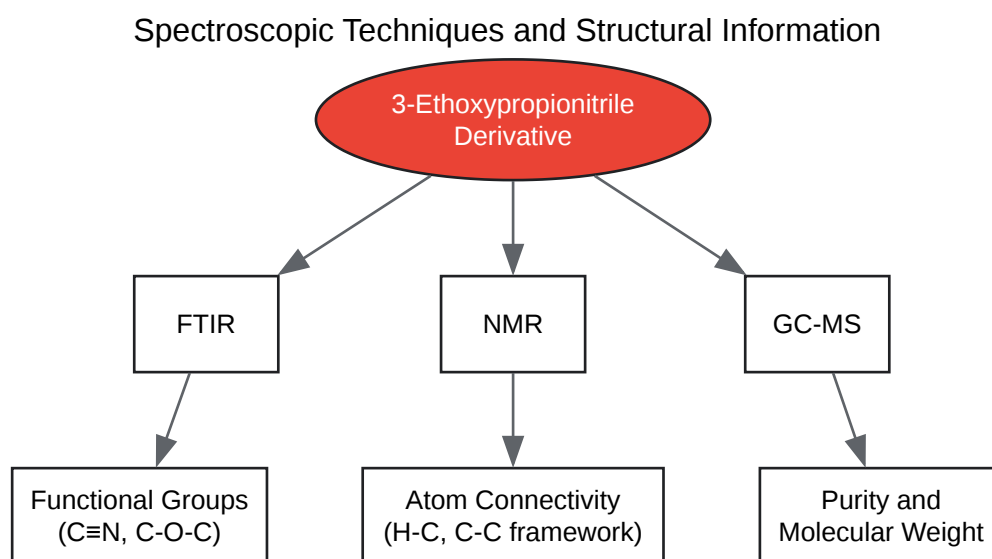 Spectroscopic Techniques and Structural Information
3-Ethoxypropionitrile
Derivative
FTIR
NMR
GC-MS
Functional Groups
(C≡N, C-O-C)
Atom Connectivity
(H-C, C-C framework)
Purity and
Molecular Weight